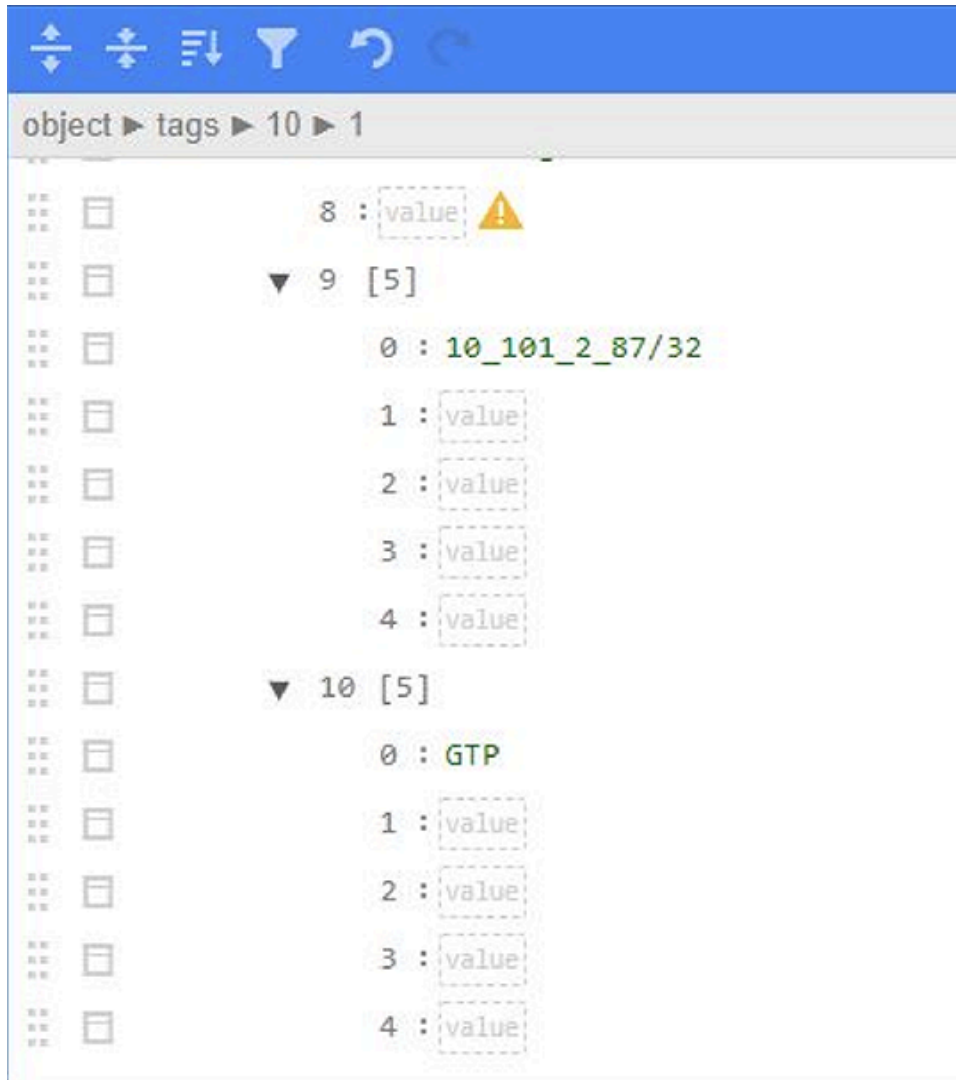 object ► tags ► 10 ► 1
8 : value
▼ 9 [5]
0 : 10_101_2_87/32
1 : value
2 : value
3 : value
4 : value
▼ 10 [5]
0 : GTP
1 : value
2 : value
3 : value
4 : value